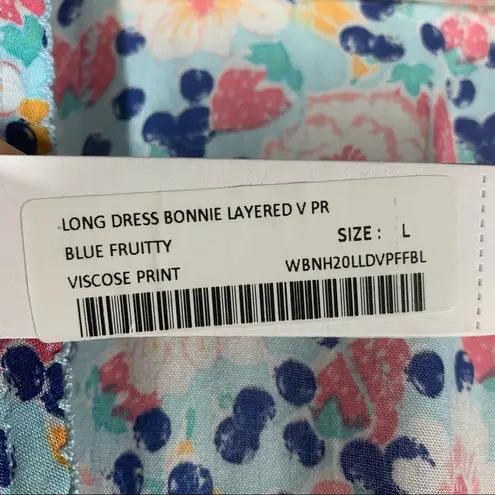 LONG DRESS BONNIE LAYERED V PR
BLUE FRUITTY SIZE : L
VISCOSE PRINT WBNH20LLDVPFFBL